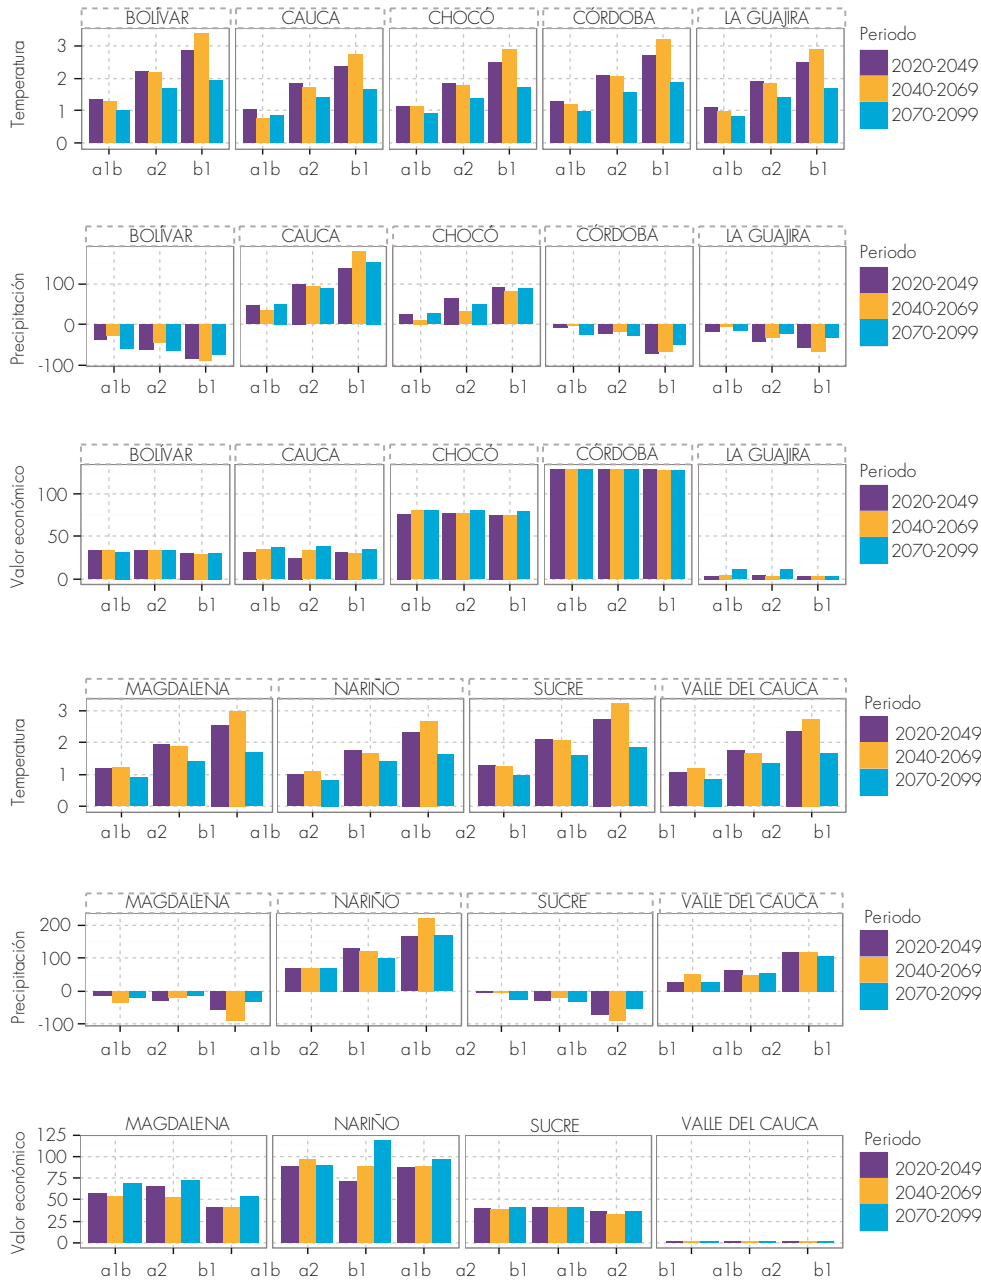 BOLÍVAR CAUCA CHOCÓ CÓRDOBA LA GUAJIRA
Temperatura
3
2
1
0
a1b a2 b1 a1b a2 b1 a1b a2 b1 a1b a2 b1 a1b a2 b1
Periodo
2020-2049
2040-2069
2070-2099
BOLÍVAR CAUCA CHOCÓ CÓRDOBA LA GUAJIRA
Precipitación
100
0
-100
a1b a2 b1 a1b a2 b1 a1b a2 b1 a1b a2 b1 a1b a2 b1
Periodo
2020-2049
2040-2069
2070-2099
BOLÍVAR CAUCA CHOCÓ CÓRDOBA LA GUAJIRA
Valor económico
100
50
0
a1b a2 b1 a1b a2 b1 a1b a2 b1 a1b a2 b1 a1b a2 b1
Periodo
2020-2049
2040-2069
2070-2099
MAGDALENA NARIÑO SUCRE VALLE DEL CAUCA
Temperatura
3
2
1
0
a1b a2 b1 a1b a2 b1 a1b a2 b1 a1b a2 b1 a2 b1
Periodo
2020-2049
2040-2069
2070-2099
MAGDALENA NARIÑO SUCRE VALLE DEL CAUCA
Precipitación
200
100
0
-100
a1b a2 b1 a1b a2 b1 a1b a2 b1 a1b a2 b1 a1b a2 b1
Periodo
2020-2049
2040-2069
2070-2099
MAGDALENA NARIÑO SUCRE VALLE DEL CAUCA
Valor económico
125
100
75
50
25
0
a1b a2 b1 a1b a2 b1 a1b a2 b1 a1b a2 b1 a1b a2 b1
Periodo
2020-2049
2040-2069
2070-2099